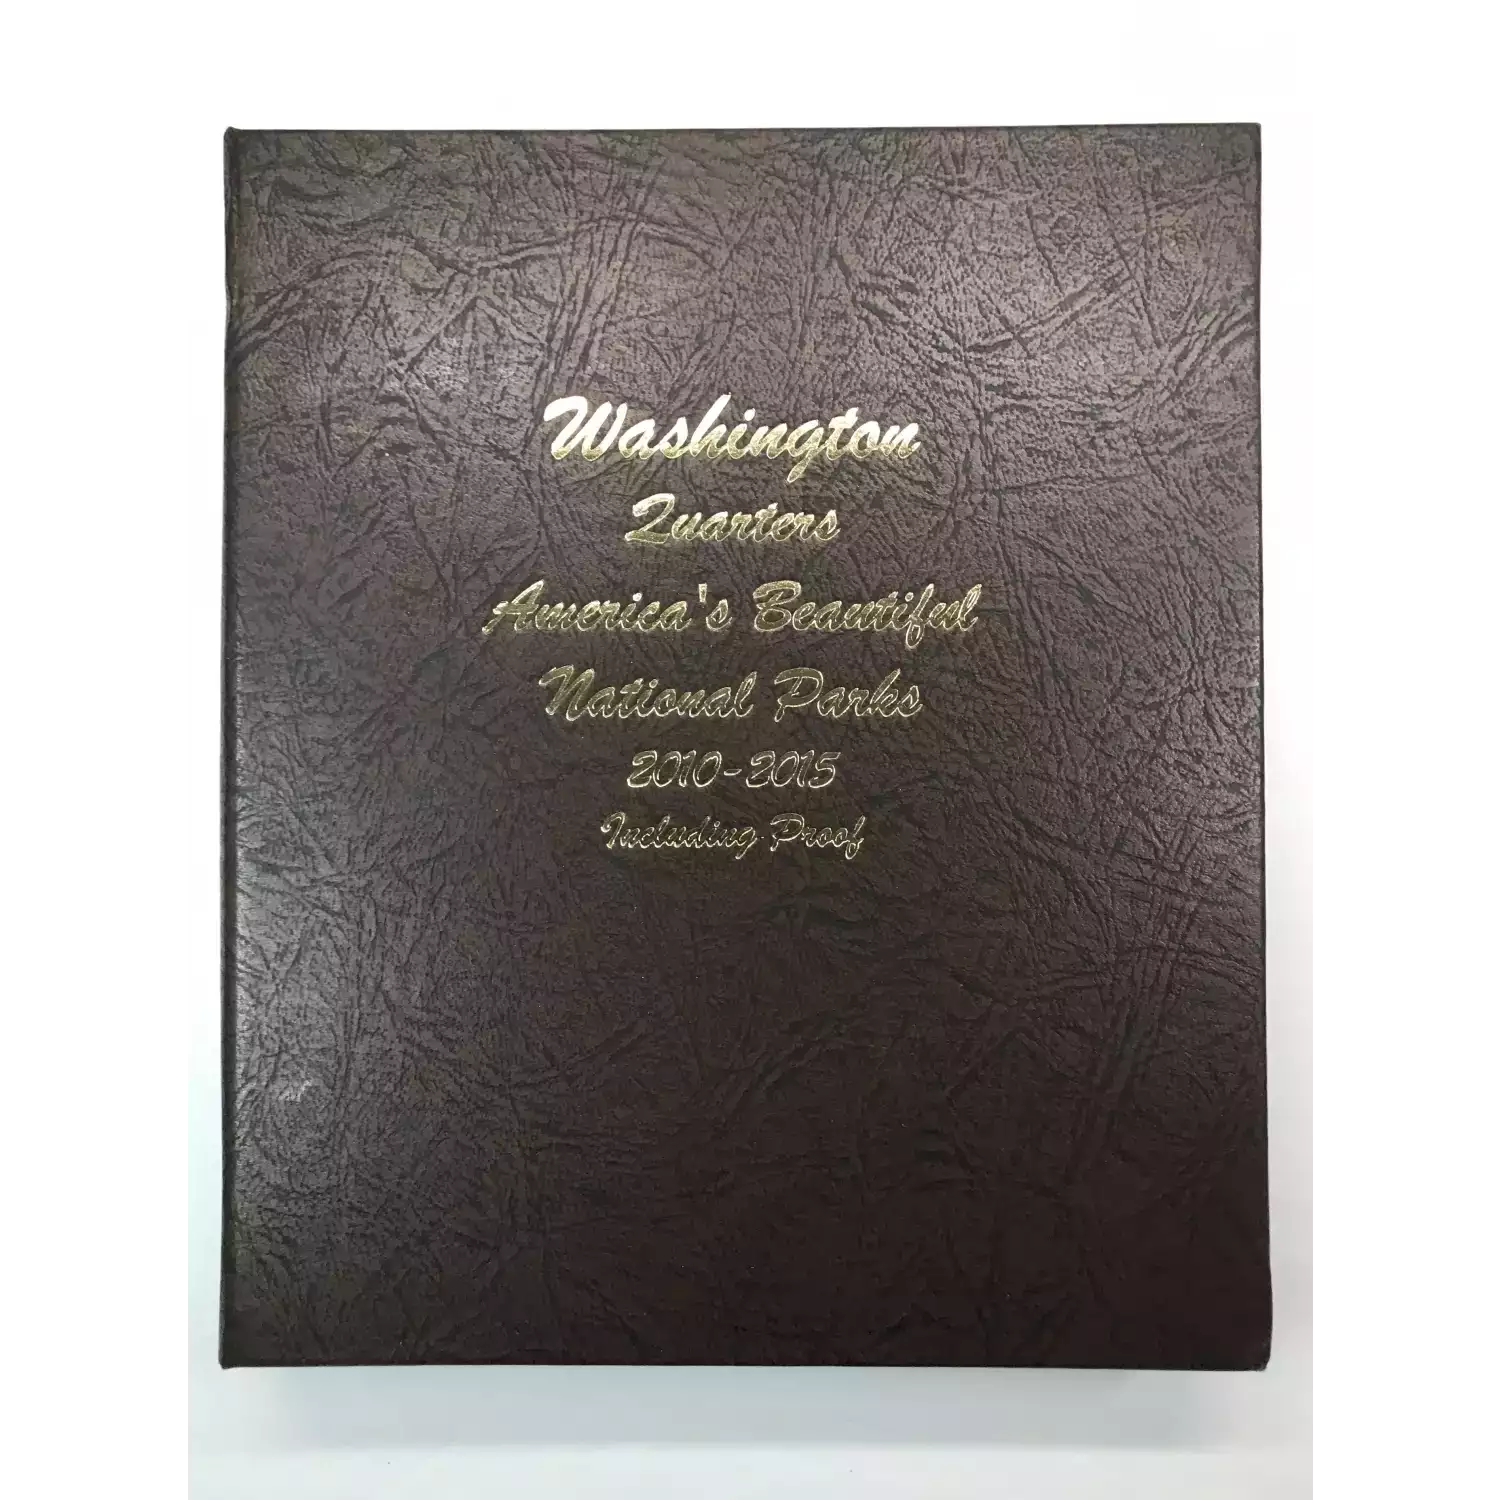 Washington
Quarters
America's Beautiful
National Parks
2010-2015
Including Proof